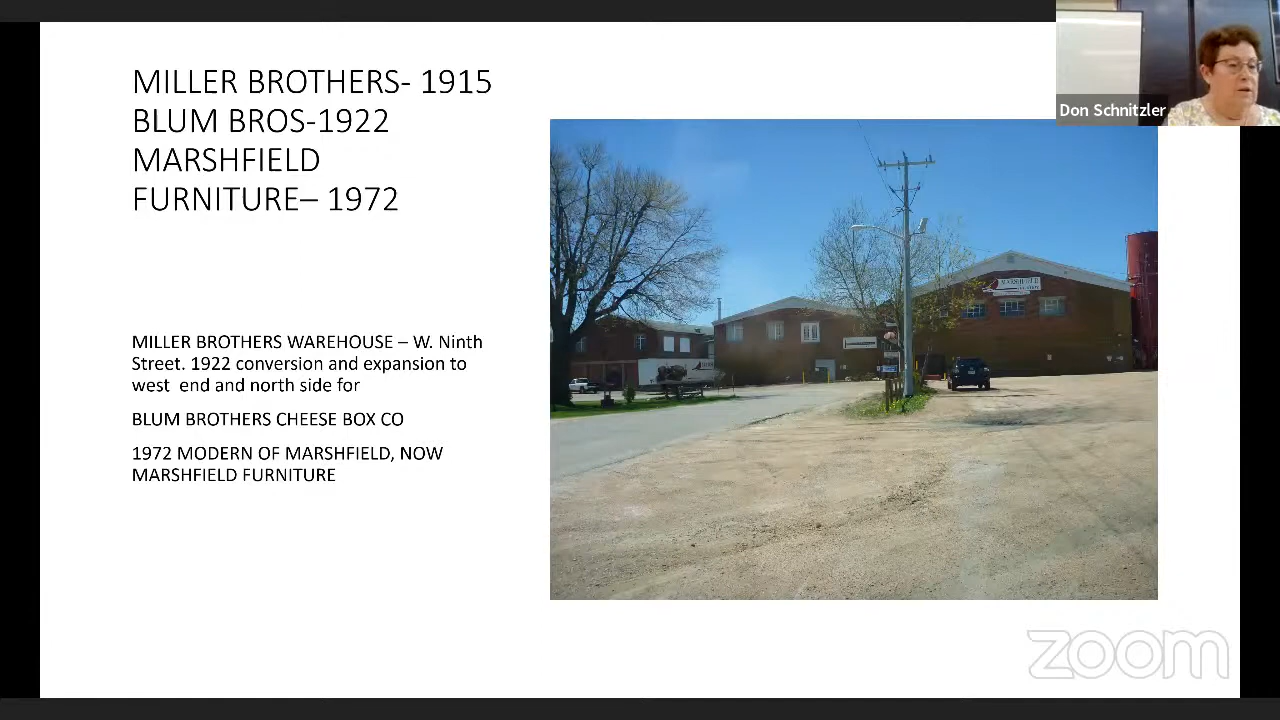 MILLER BROTHERS- 1915
BLUM BROS-1922
MARSHFIELD
FURNITURE– 1972
MILLER BROTHERS WAREHOUSE – W. Ninth
Street. 1922 conversion and expansion to
west end and north side for
BLUM BROTHERS CHEESE BOX CO
1972 MODERN OF MARSHFIELD, NOW
MARSHFIELD FURNITURE
Don Schnitzler
MARSHFIELD
zoom